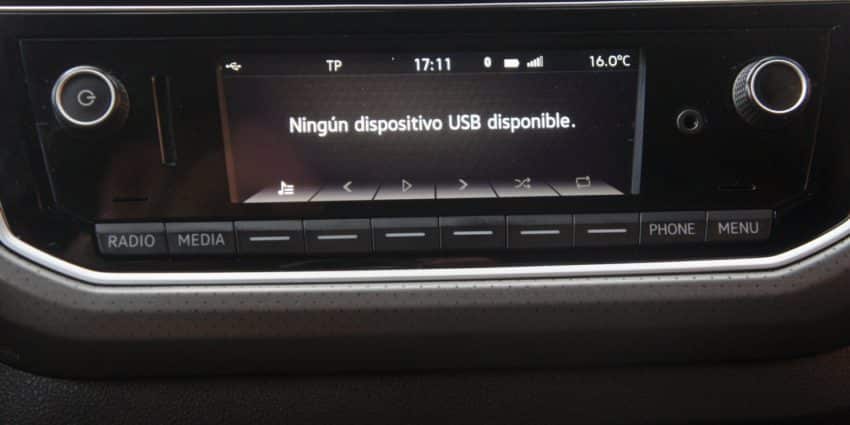 TP 17:11 16.0°C
Ningún dispositivo USB disponible.
RADIO MEDIA PHONE MENU